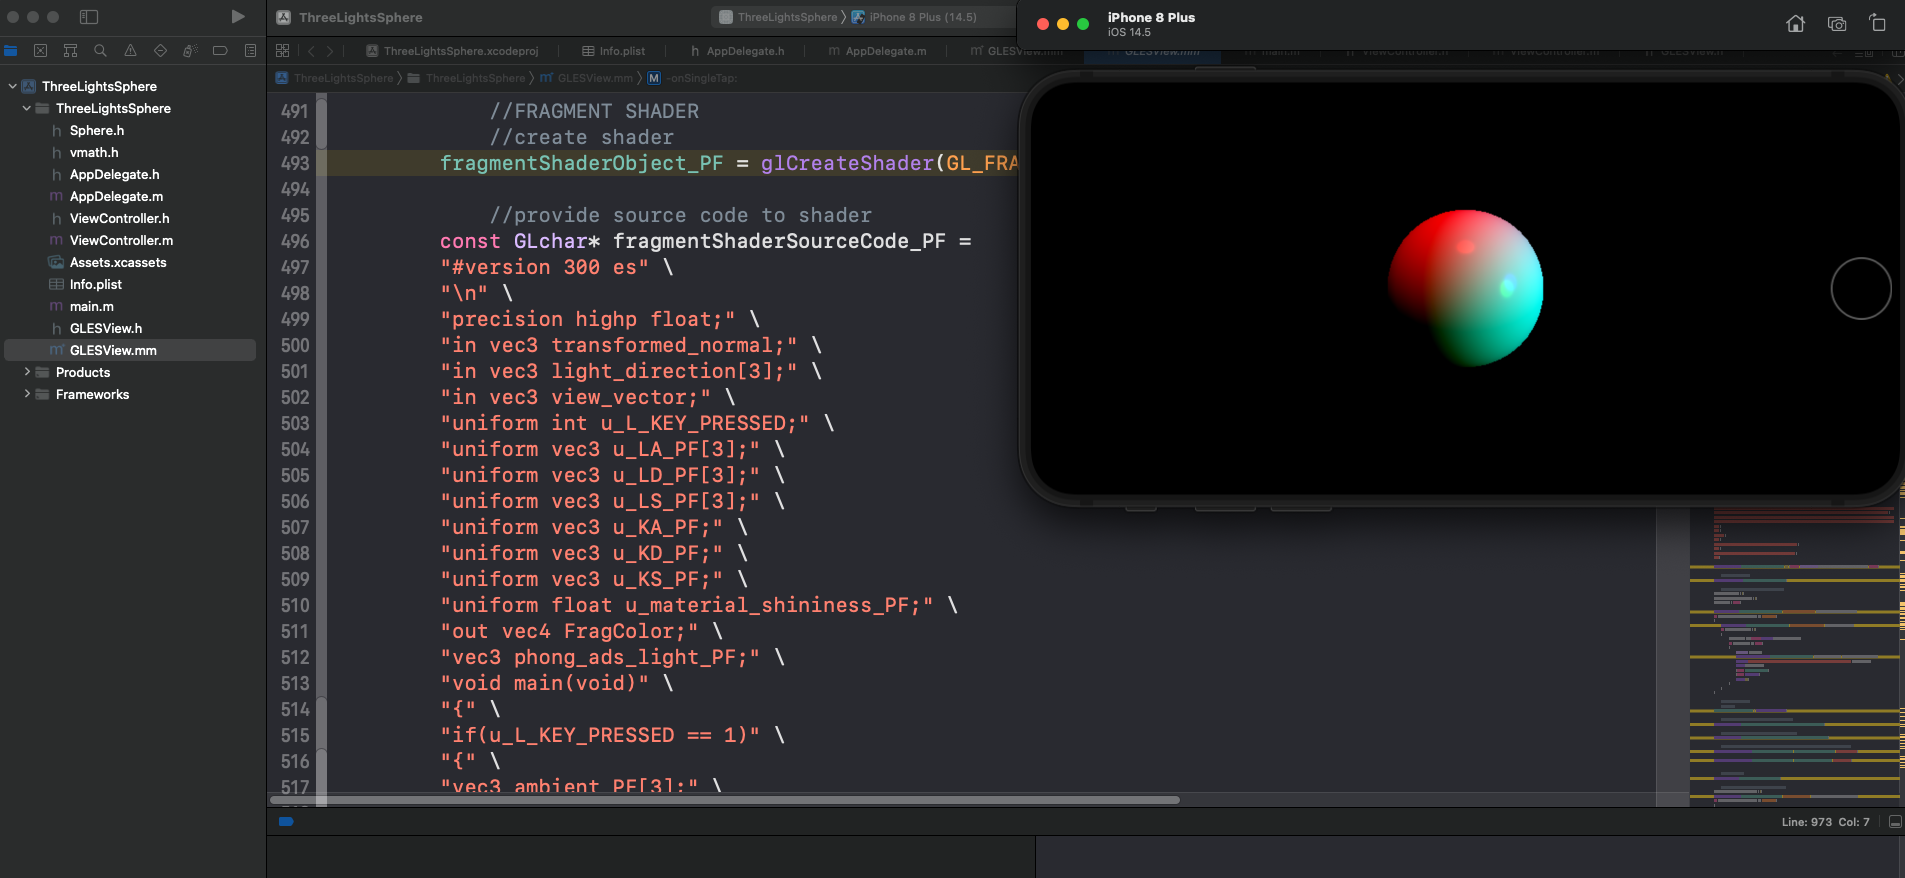 ThreeLightsSphere
ThreeLightsSphere
iPhone 8 Plus (14.5)
iPhone 8 Plus
iOS 14.5
ThreeLightsSphere.xcodeproj
Info.plist
h AppDelegate.h
m AppDelegate.m
ThreeLightsSphere
ThreeLightsSphere
GLESView.mm
M -onSingleTap:
ThreeLightsSphere
ThreeLightsSphere
h Sphere.h
h vmath.h
h AppDelegate.h
m AppDelegate.m
h ViewController.h
m ViewController.m
Assets.xcassets
Info.plist
m main.m
h GLESView.h
m GLESView.mm
Products
Frameworks
491 //FRAGMENT SHADER
492 //create shader
493 fragmentShaderObject_PF = glCreateShader(GL_FRA
494
495 //provide source code to shader
496 const GLchar* fragmentShaderSourceCode_PF =
497 "#version 300 es" \
498 "\n" \
499 "precision highp float;" \
500 "in vec3 transformed_normal;" \
501 "in vec3 light_direction[3];" \
502 "in vec3 view_vector;" \
503 "uniform int u_L_KEY_PRESSED;" \
504 "uniform vec3 u_LA_PF[3];" \
505 "uniform vec3 u_LD_PF[3];" \
506 "uniform vec3 u_LS_PF[3];" \
507 "uniform vec3 u_KA_PF;" \
508 "uniform vec3 u_KD_PF;" \
509 "uniform vec3 u_KS_PF;" \
510 "uniform float u_material_shininess_PF;" \
511 "out vec4 FragColor;" \
512 "vec3 phong_ads_light_PF;" \
513 "void main(void)" \
514 "{" \
515 "if(u_L_KEY_PRESSED == 1)" \
516 "{" \
517 "vec3 ambient_PF[3];" \
Line: 973 Col: 7